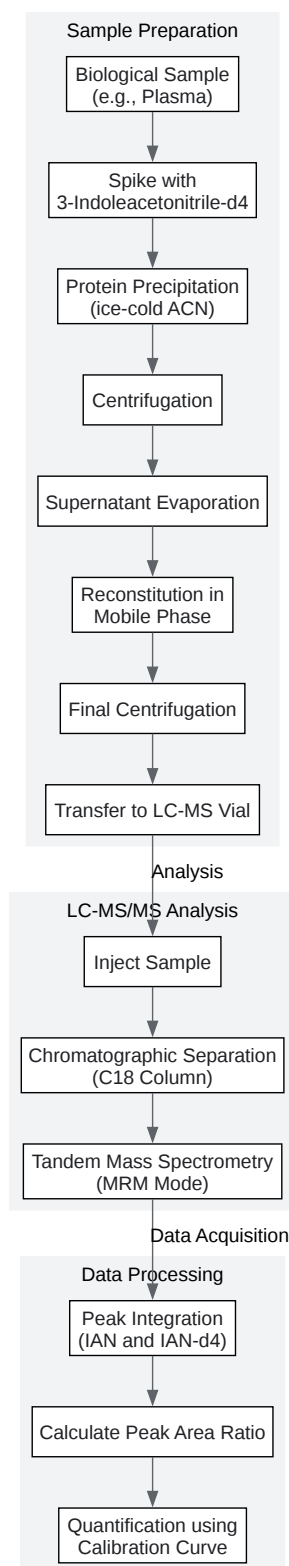 Sample Preparation
Biological Sample
(e.g., Plasma)
Spike with
3-Indoleacetonitrile-d4
Protein Precipitation
(ice-cold ACN)
Centrifugation
Supernatant Evaporation
Reconstitution in
Mobile Phase
Final Centrifugation
Transfer to LC-MS Vial
Analysis
LC-MS/MS Analysis
Inject Sample
Chromatographic Separation
(C18 Column)
Tandem Mass Spectrometry
(MRM Mode)
Data Acquisition
Data Processing
Peak Integration
(IAN and IAN-d4)
Calculate Peak Area Ratio
Quantification using
Calibration Curve